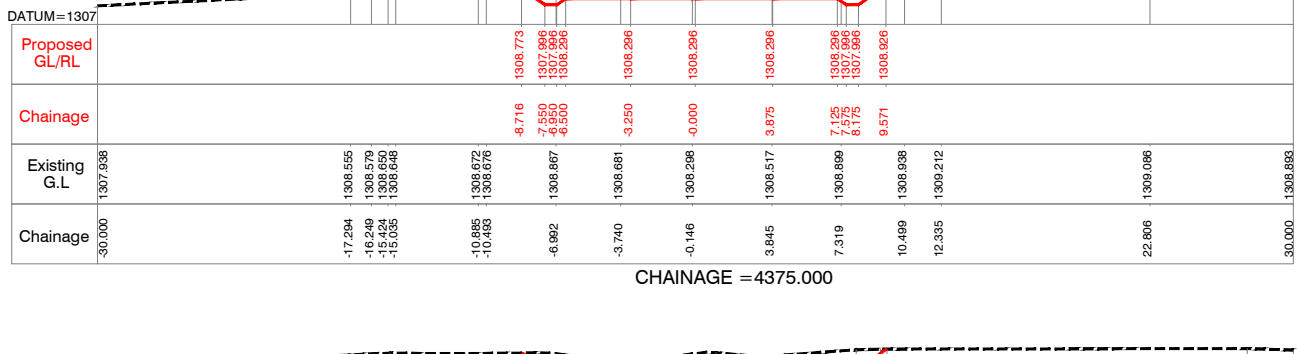 DATUM=1307
Proposed
GL/RL
1308.773 1307.996 1307.996 1308.296 1308.296 1308.296 1308.296 1308.296 1307.996 1307.996 1308.926
Chainage
-8.716 -7.550 -6.950 -6.500 -3.250 -0.000 3.875 7.125 7.575 8.175 9.571
Existing
G.L
1307.938 1308.555 1308.579 1308.650 1308.648 1308.672 1308.676 1308.867 1308.681 1308.298 1308.517 1308.899 1308.938 1309.212 1309.086 1308.893
Chainage
-30.000 -17.294 -16.249 -15.424 -15.035 -10.885 -10.493 -6.992 -3.740 -0.146 3.845 7.319 10.499 12.335 22.806 30.000
CHAINAGE =4375.000